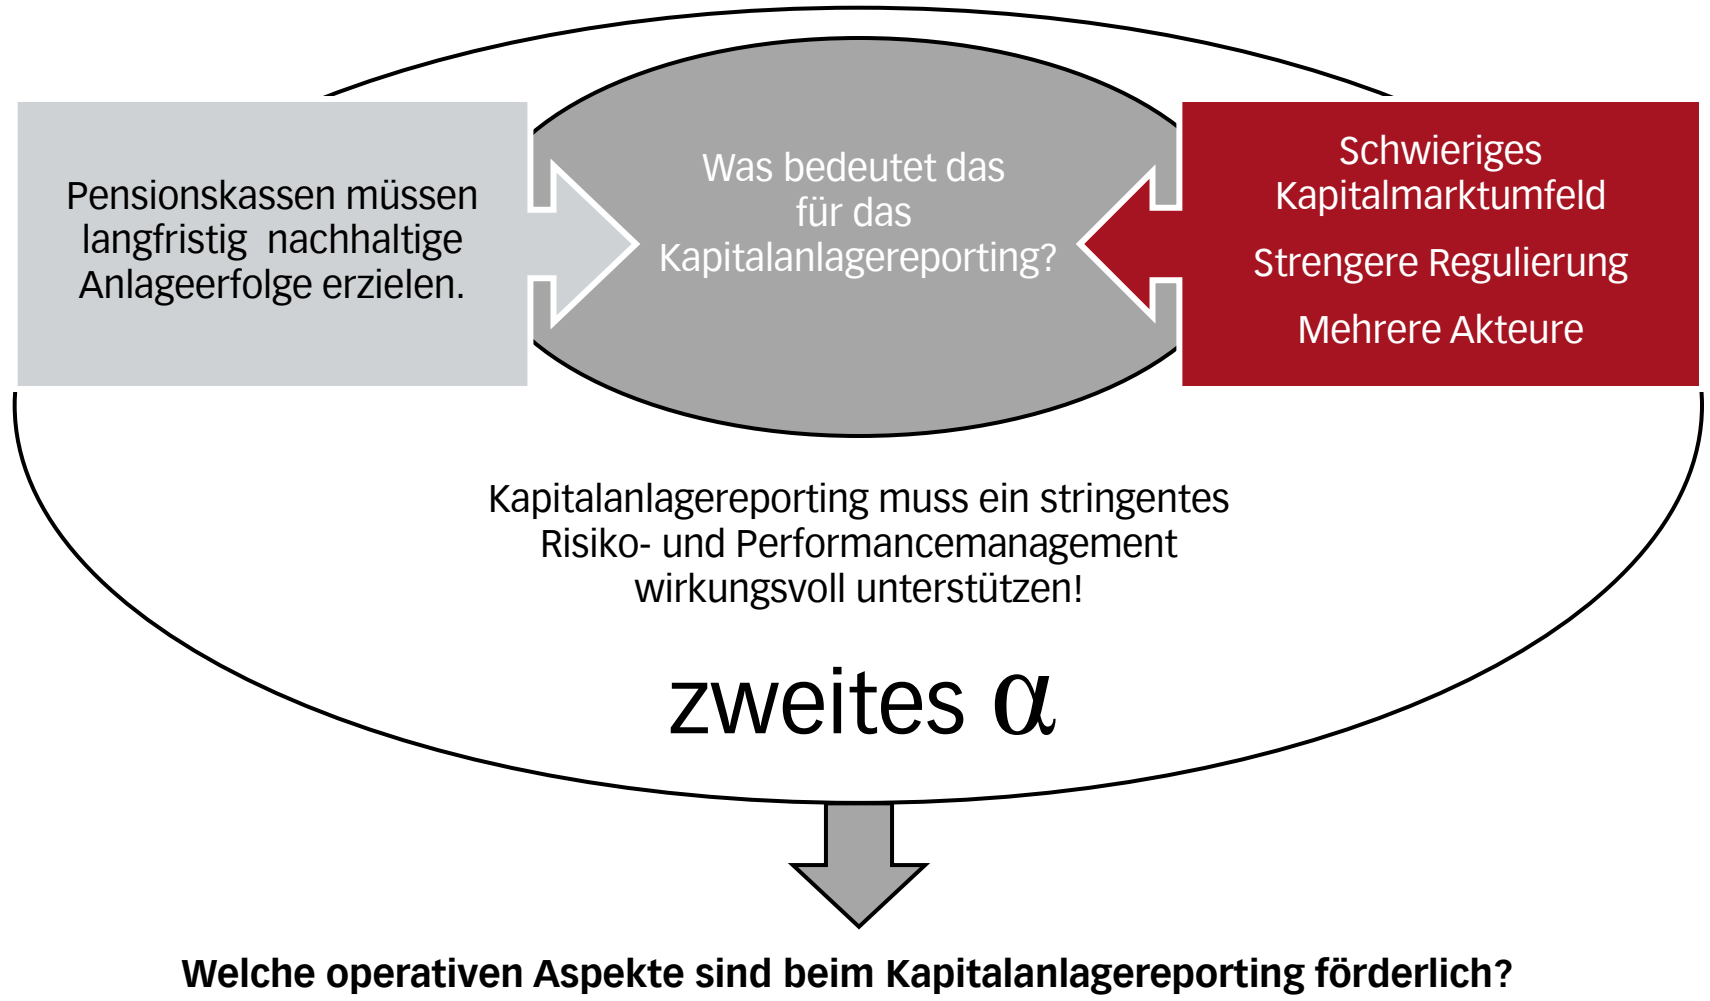 Pensionskassen müssen
langfristig nachhaltige
Anlageerfolge erzielen.
Was bedeutet das
für das
Kapitalanlagereporting?
Schwieriges
Kapitalmarktumfeld
Strengere Regulierung
Mehrere Akteure
Kapitalanlagereporting muss ein stringentes
Risiko- und Performancemanagement
wirkungsvoll unterstützen!
zweites α
Welche operativen Aspekte sind beim Kapitalanlagereporting förderlich?